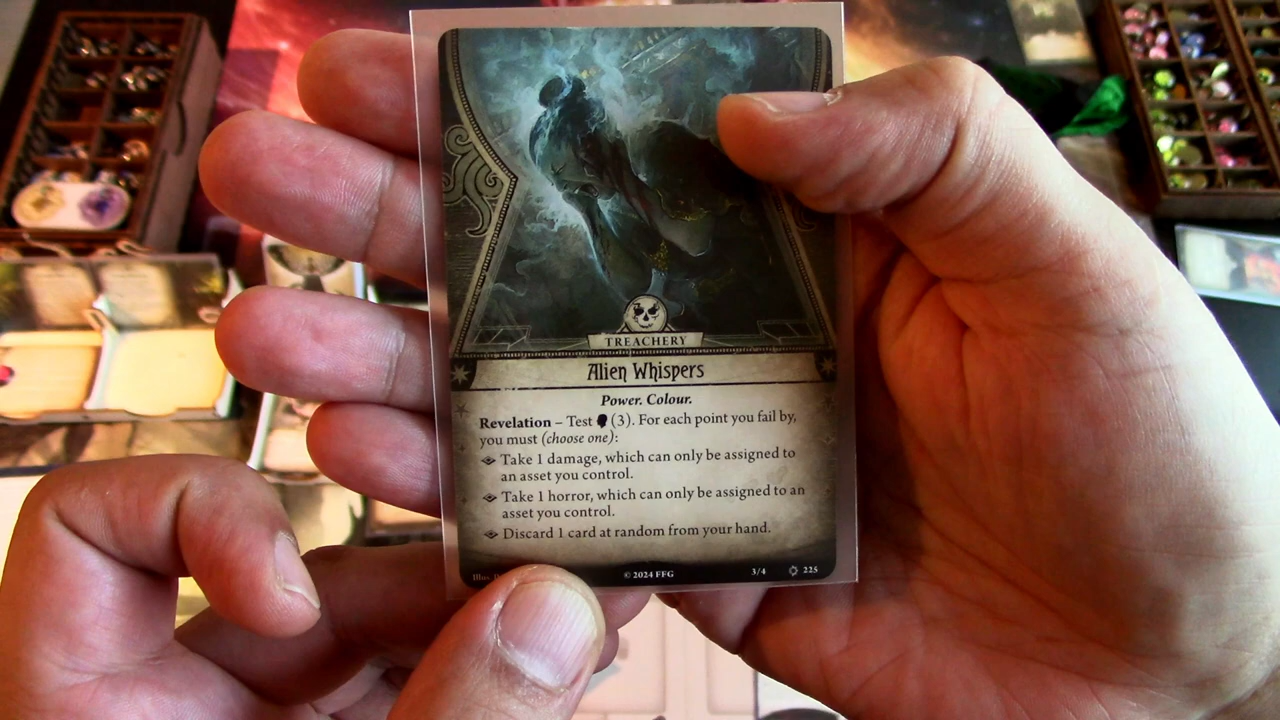 TREACHERY
Alien Whispers
Power. Colour.
Revelation – Test (3). For each point you fail by,
you must (choose one):
Take 1 damage, which can only be assigned to
an asset you control.
Take 1 horror, which can only be assigned to an
asset you control.
Discard 1 card at random from your hand.
Illus. © 2024 FFG 3/4 225